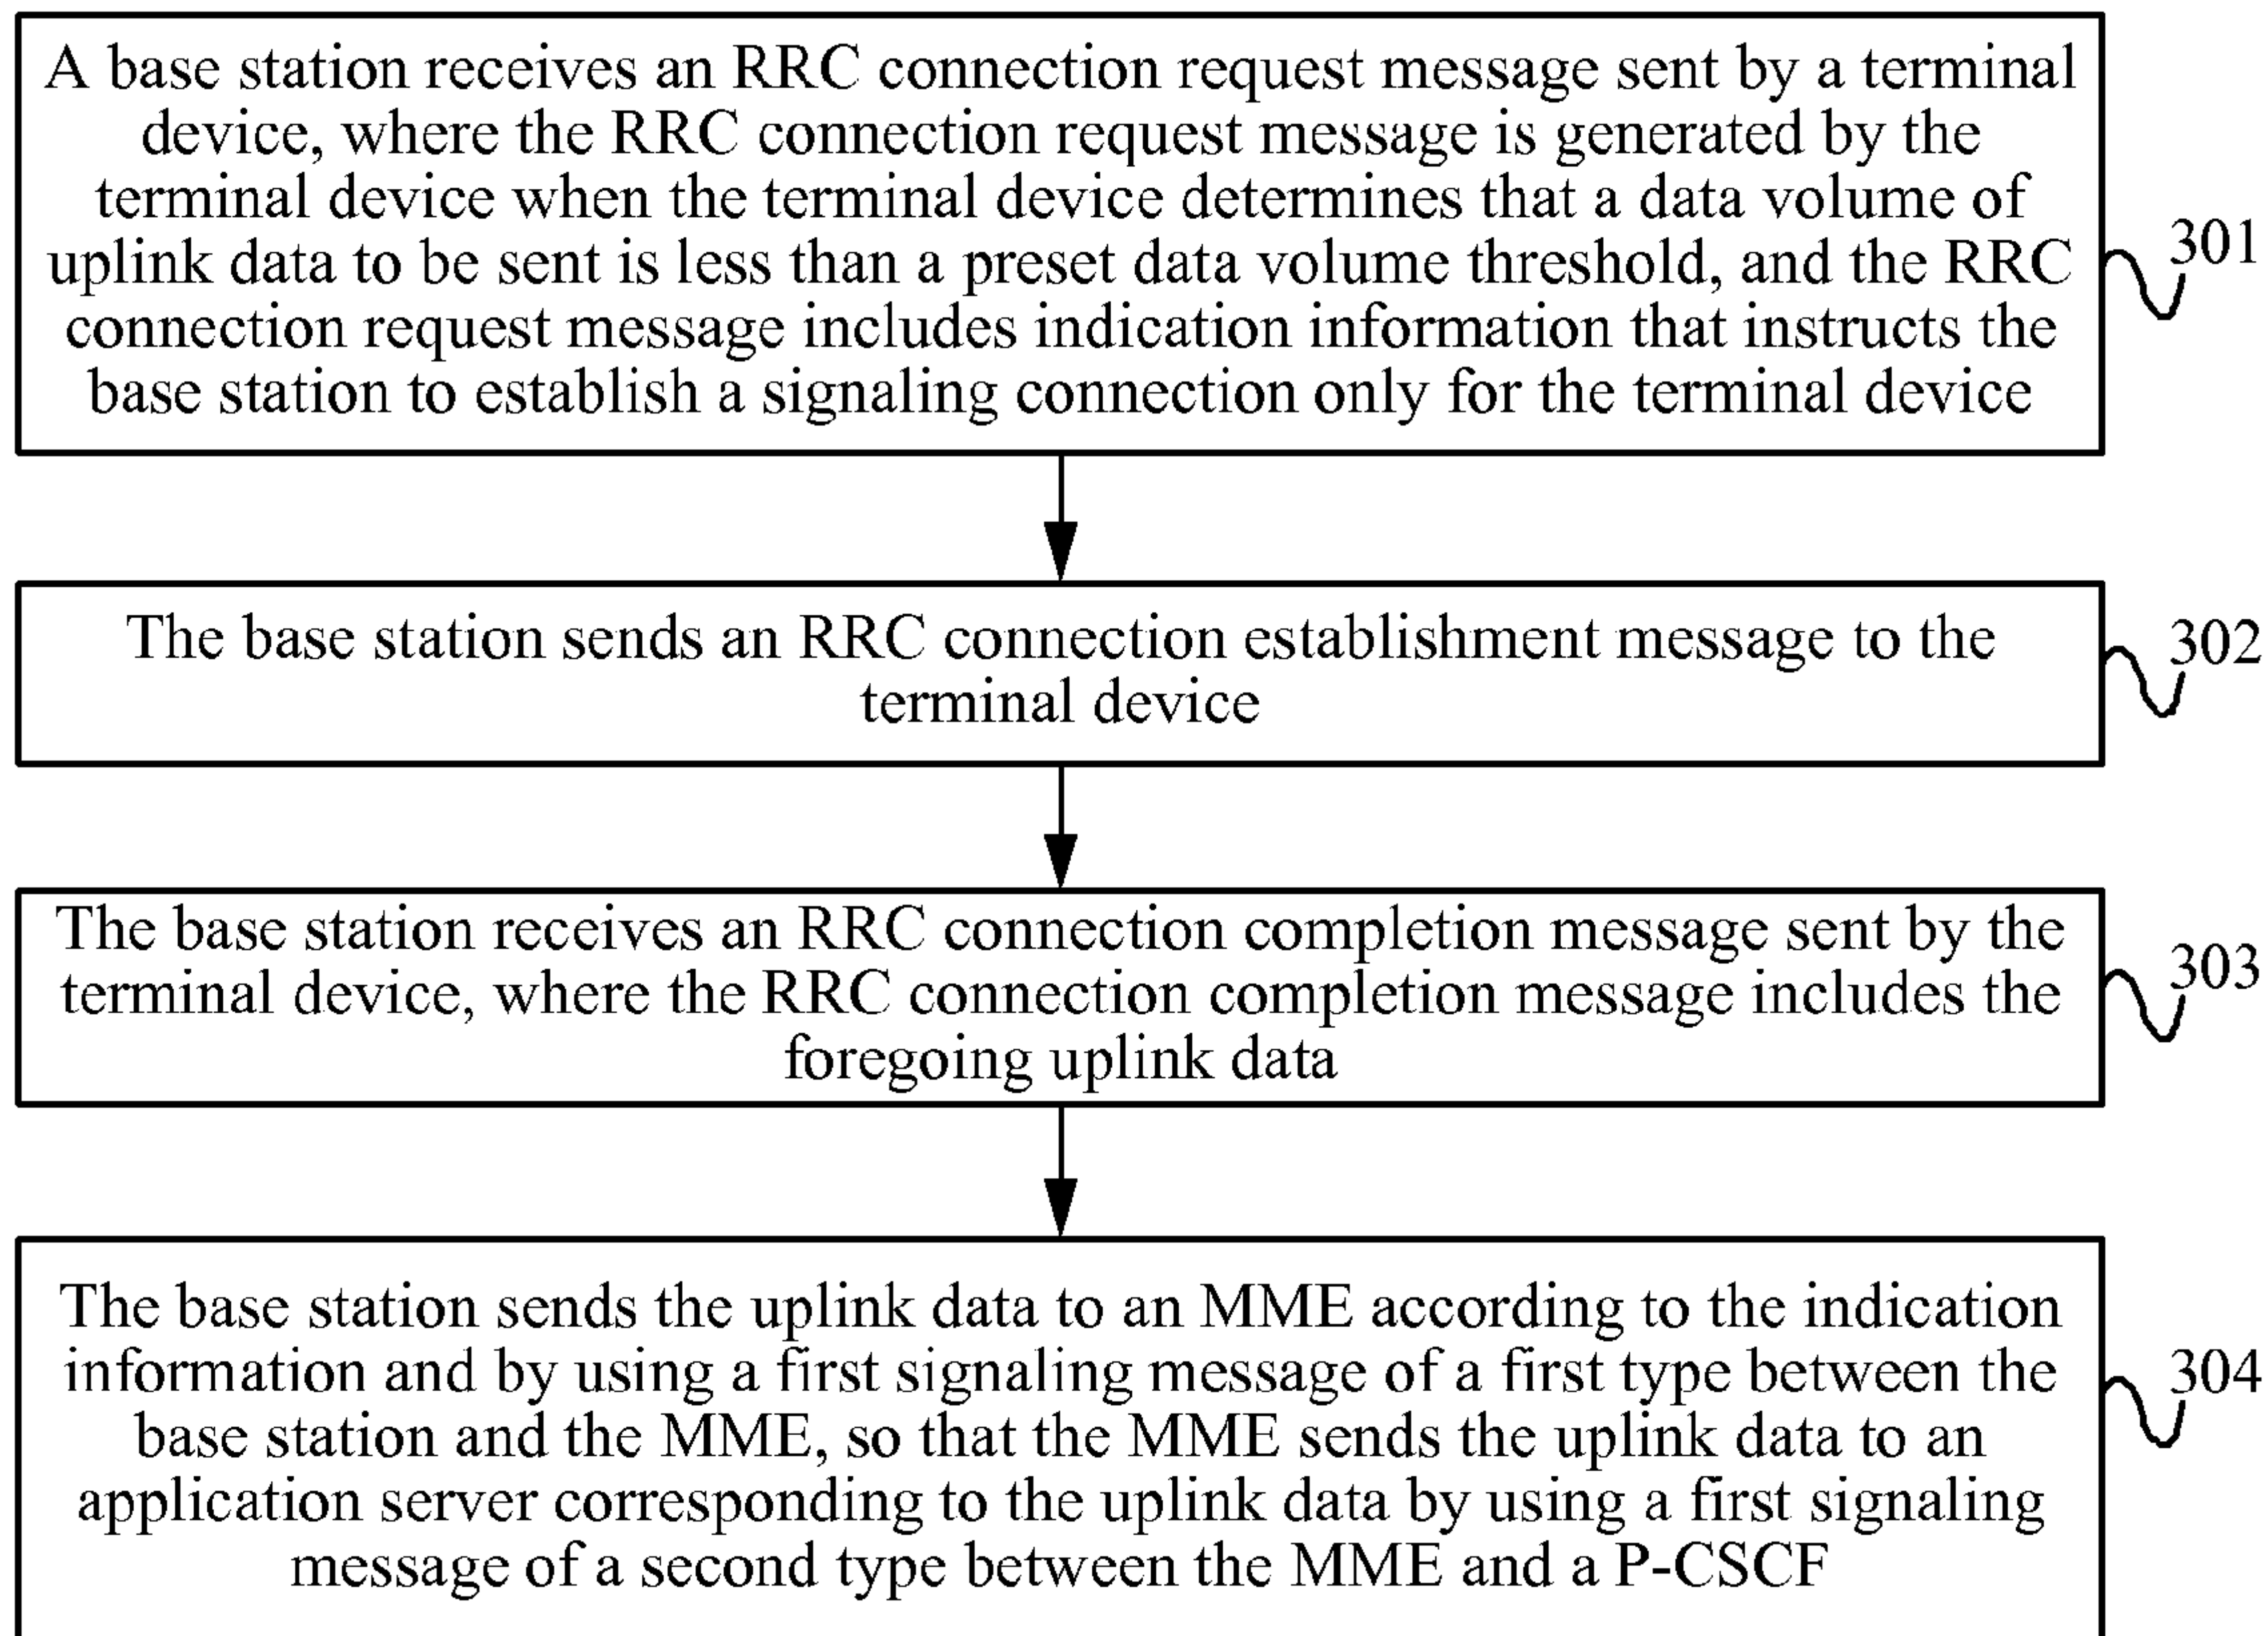 A base station receives an RRC connection request message sent by a terminal
device, where the RRC connection request message is generated by the
terminal device when the terminal device determines that a data volume of
uplink data to be sent is less than a preset data volume threshold, and the RRC
connection request message includes indication information that instructs the
base station to establish a signaling connection only for the terminal device
301
The base station sends an RRC connection establishment message to the
terminal device
302
The base station receives an RRC connection completion message sent by the
terminal device, where the RRC connection completion message includes the
foregoing uplink data
303
The base station sends the uplink data to an MME according to the indication
information and by using a first signaling message of a first type between the
base station and the MME, so that the MME sends the uplink data to an
application server corresponding to the uplink data by using a first signaling
message of a second type between the MME and a P-CSCF
304